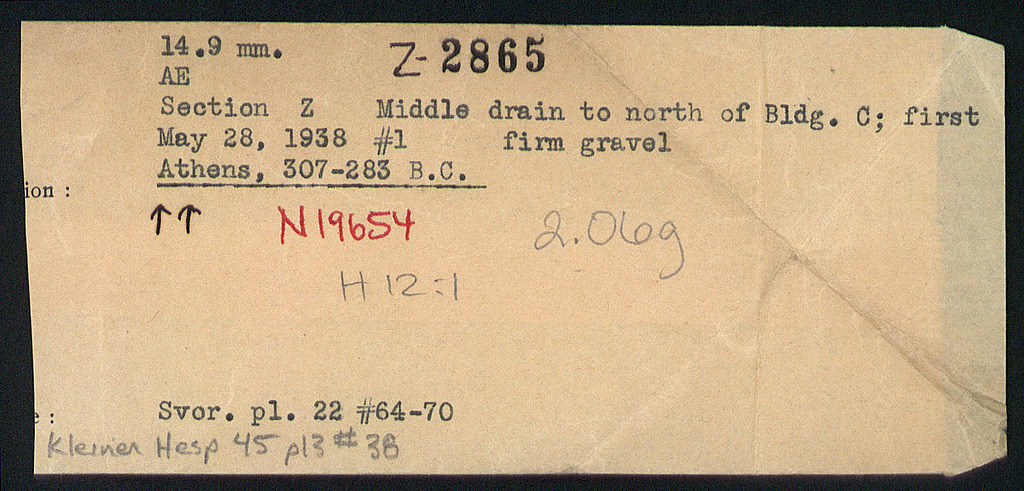 14.9 mm. Z-2865
AE
Section Z Middle drain to north of Bldg. C; first
May 28, 1938 #1 firm gravel
Athens, 307-283 B.C.
ion :
↑↑ N19654 2.06g
H 12:1
e : Svor. pl. 22 #64-70
Kleiner Hesp 45 pl3 # 38